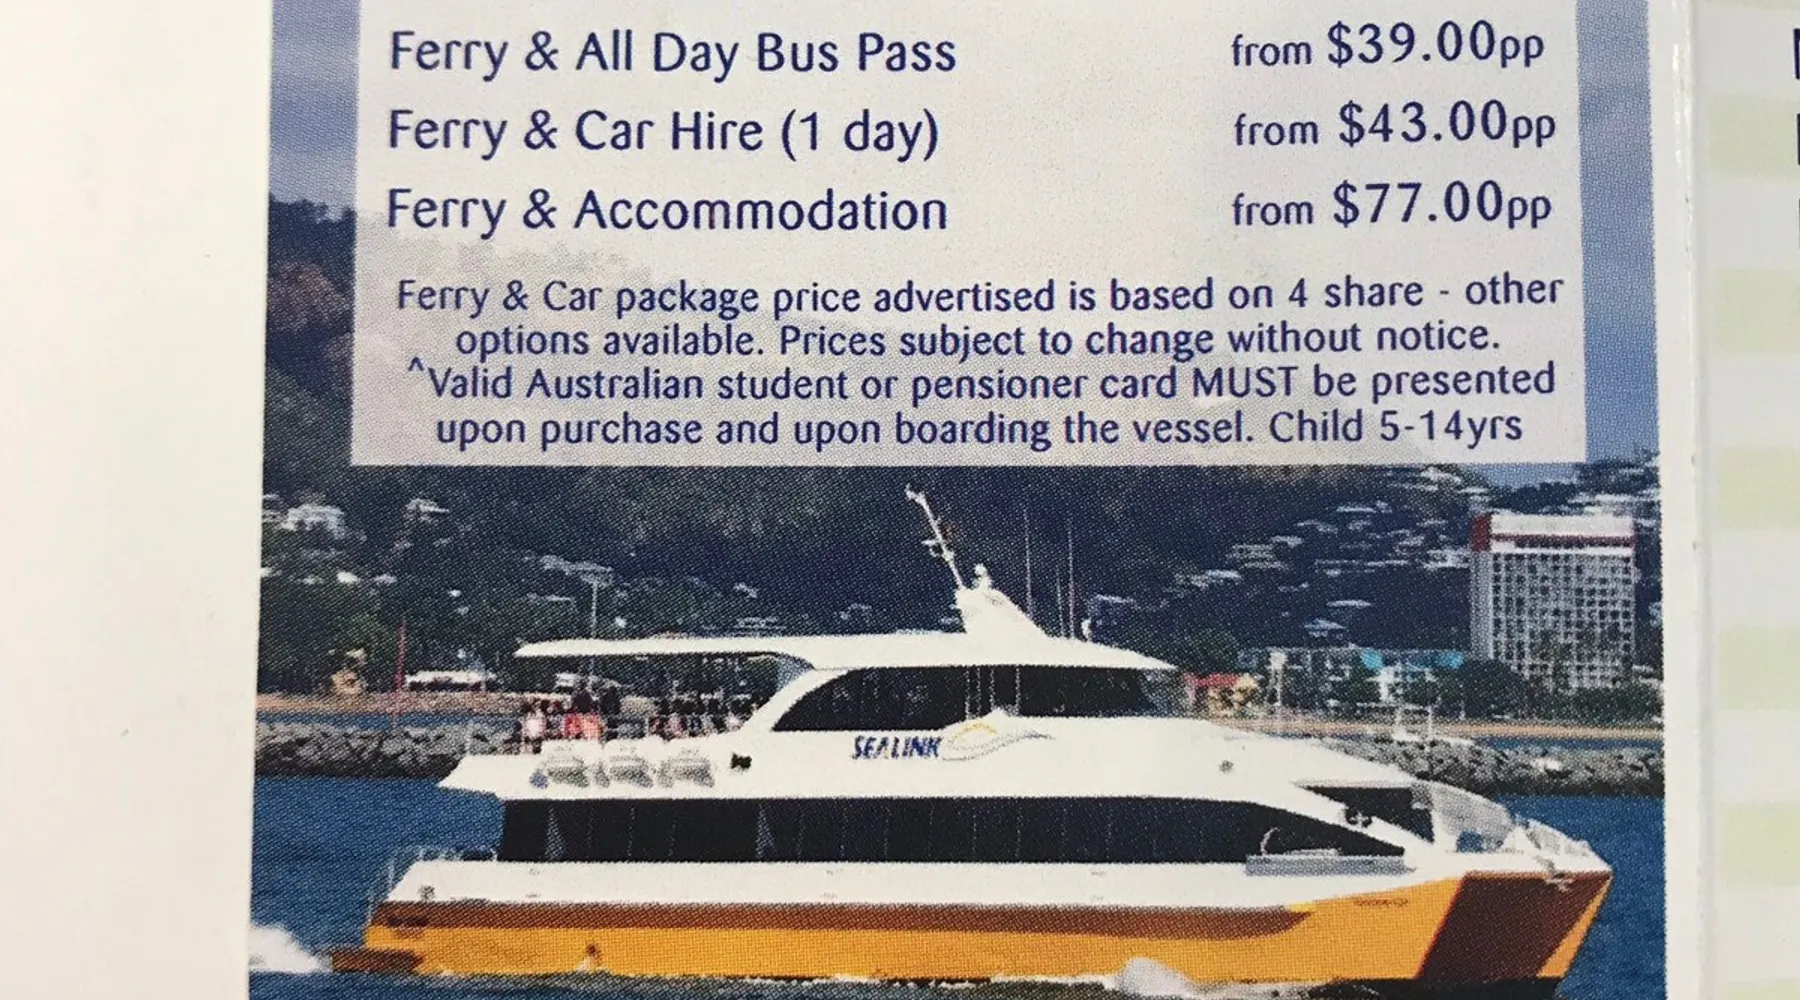 Ferry & All Day Bus Pass from $39.00pp
Ferry & Car Hire (1 day) from $43.00pp
Ferry & Accommodation from $77.00pp
Ferry & Car package price advertised is based on 4 share - other
options available. Prices subject to change without notice.
^Valid Australian student or pensioner card MUST be presented
upon purchase and upon boarding the vessel. Child 5-14yrs
SEALINK